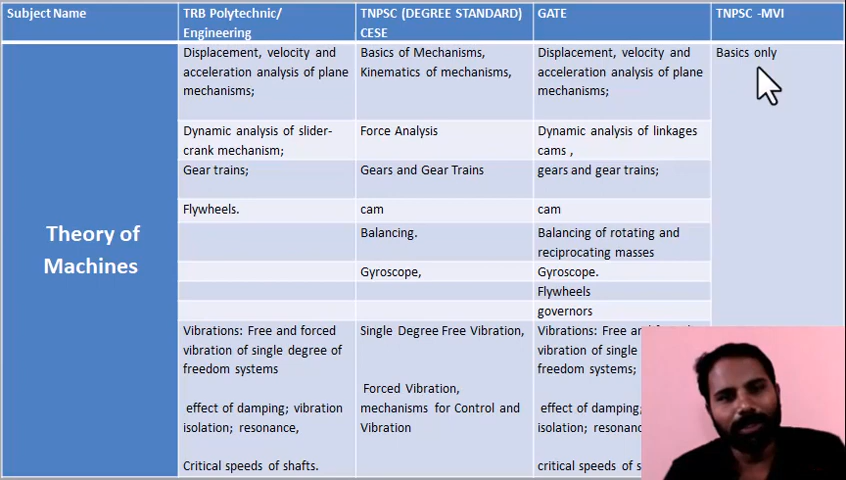 Subject Name
TRB Polytechnic/
Engineering
TNPSC (DEGREE STANDARD)
CESE
GATE
TNPSC -MVI
Theory of
Machines
Displacement, velocity and
acceleration analysis of plane
mechanisms;
Basics of Mechanisms,
Kinematics of mechanisms,
Displacement, velocity and
acceleration analysis of plane
mechanisms;
Basics only
Dynamic analysis of slider-
crank mechanism;
Force Analysis
Dynamic analysis of linkages
cams ,
Gear trains;
Gears and Gear Trains
gears and gear trains;
Flywheels.
cam
cam
Balancing.
Balancing of rotating and
reciprocating masses
Gyroscope,
Gyroscope.
Flywheels
governors
Vibrations: Free and forced
vibration of single degree of
freedom systems
effect of damping; vibration
isolation; resonance,
Critical speeds of shafts.
Single Degree Free Vibration,
Forced Vibration,
mechanisms for Control and
Vibration
Vibrations: Free
vibration of single
freedom systems;
effect of damping;
isolation;
critical speeds of